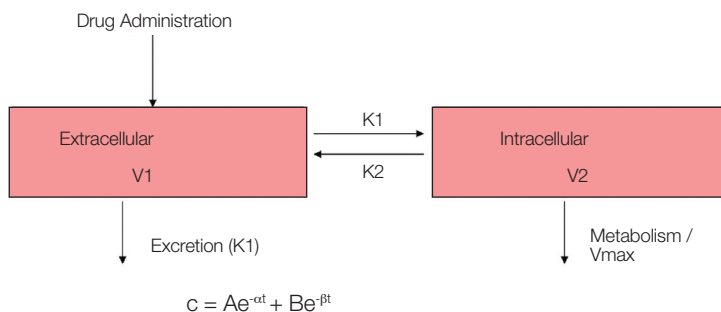 Drug Administration
Extracellular
V1
K1
K2
Intracellular
V2
Excretion (K1)
Metabolism /
Vmax
c = Ae^-αt + Be^-βt